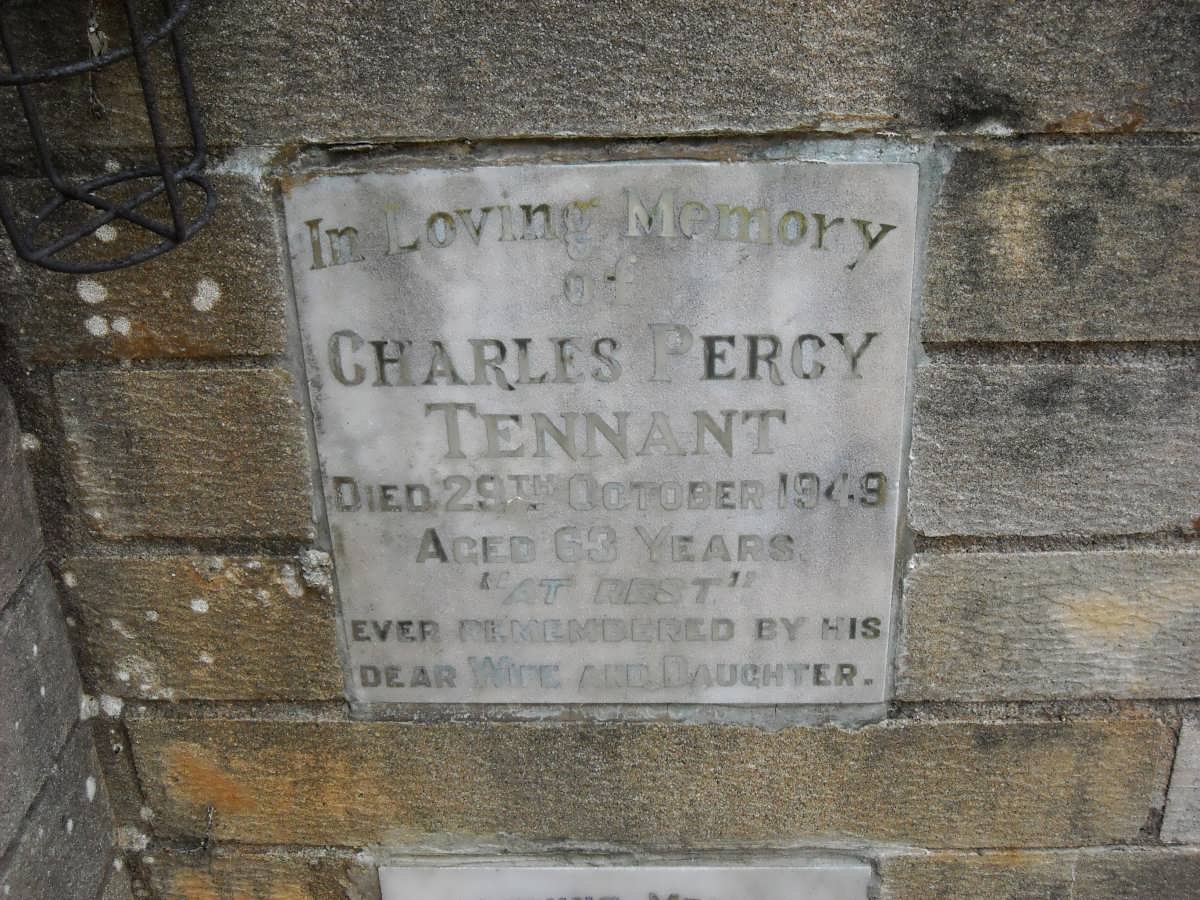 In Loving Memory
of
CHARLES PERCY
TENNANT
DIED 29TH OCTOBER 1949
AGED 63 YEARS.
"AT REST"
EVER REMEMBERED BY HIS
DEAR WIFE AND DAUGHTER.